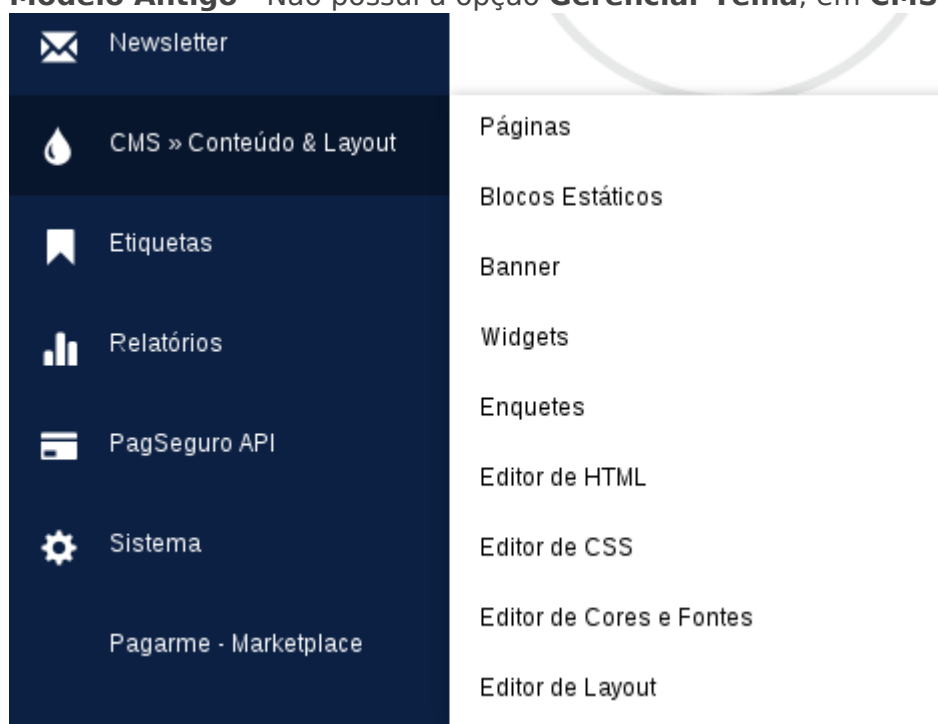 Modelo Antigo - Não possui a opção Gerenciar Tema, em CMS
Newsletter
CMS » Conteúdo & Layout
Etiquetas
Relatórios
PagSeguro API
Sistema
Pagarme - Marketplace
Páginas
Blocos Estáticos
Banner
Widgets
Enquetes
Editor de HTML
Editor de CSS
Editor de Cores e Fontes
Editor de Layout